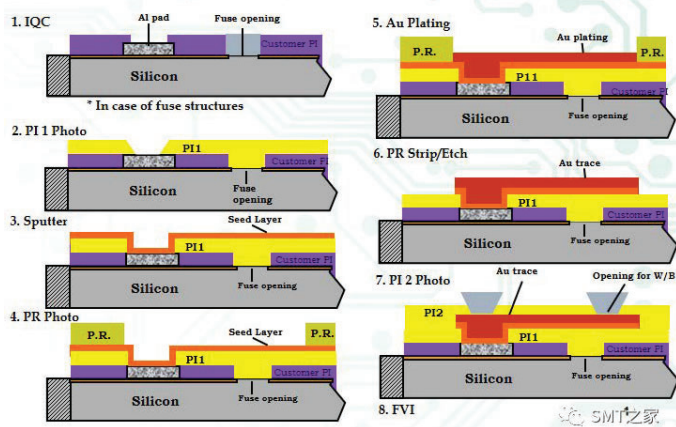 1. IQC
Al pad
Fuse opening
Customer PI
Silicon
* In case of fuse structures
2. PI 1 Photo
PI1
Customer PI
Silicon
Fuse
opening
3. Sputter
Seed Layer
PI1
Customer PI
Silicon
Fuse opening
4. PR Photo
P.R.
Seed Layer
P.R.
PI1
Customer PI
Silicon
Fuse opening
5. Au Plating
P.R.
Au plating
P.R.
P11
Customer PI
Silicon
Fuse opening
6. PR Strip/Etch
Au trace
PI1
Customer PI
Silicon
Fuse opening
7. PI 2 Photo
Au trace
Opening for W/B
PI2
PI1
Customer PI
Silicon
Fuse opening
8. FVI
SMT之家